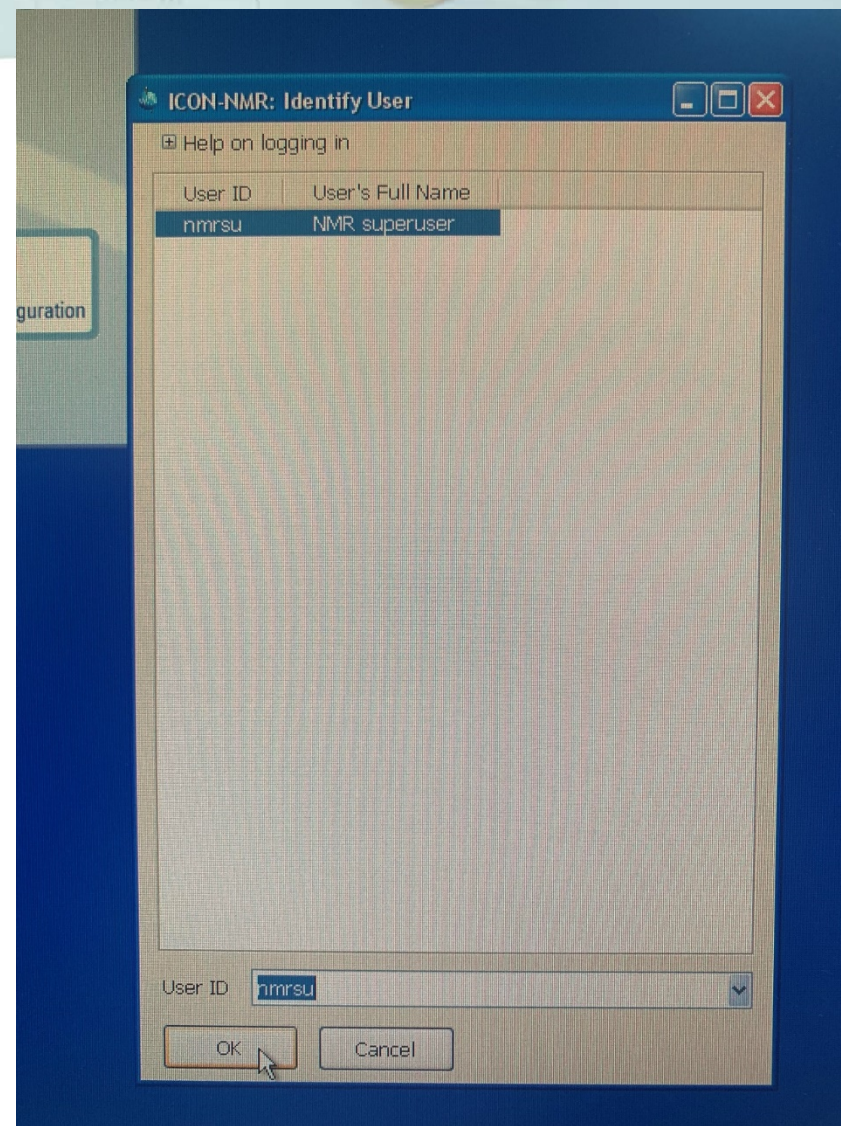 ICON-NMR: Identify User
Help on logging in
User ID User's Full Name
nmrsu NMR superuser
guration
User ID nmrsu
OK Cancel